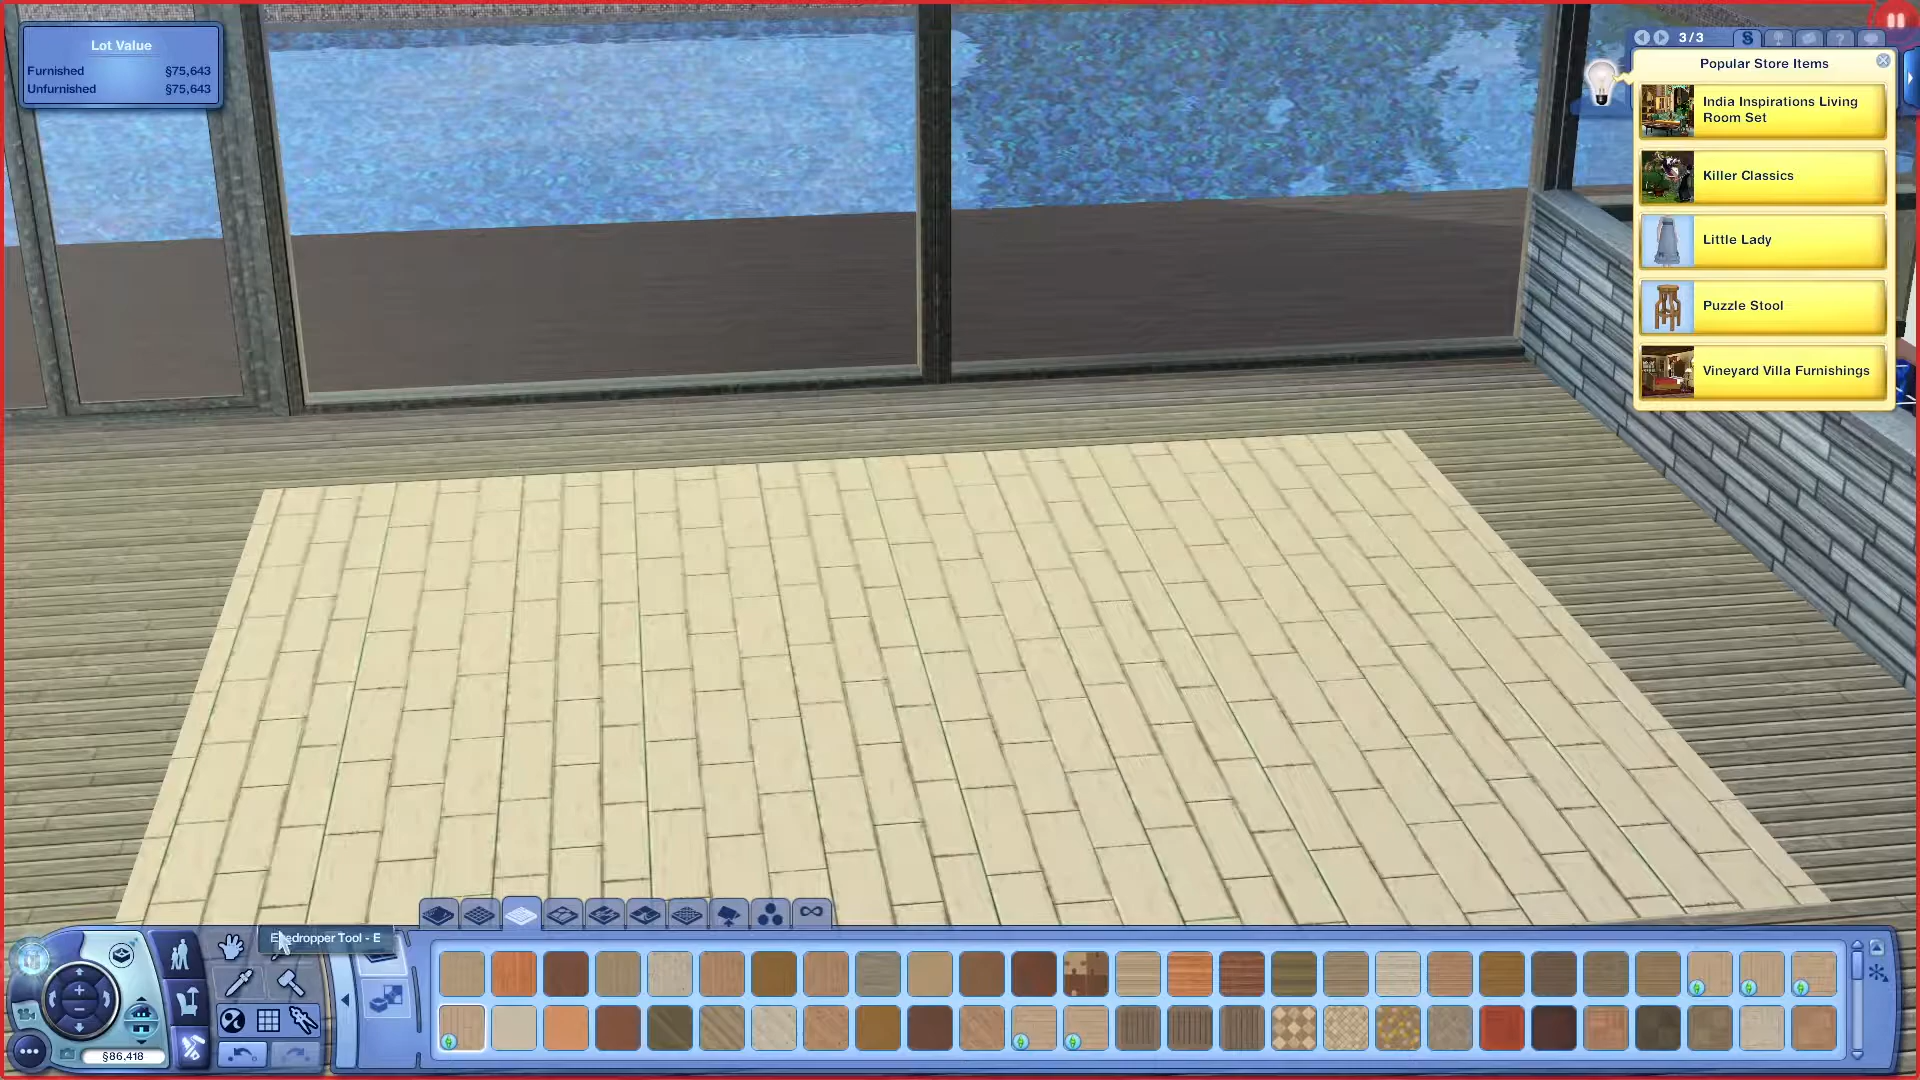 Lot Value
Furnished §75,643
Unfurnished §75,643
3/3
Popular Store Items
India Inspirations Living
Room Set
Killer Classics
Little Lady
Puzzle Stool
Vineyard Villa Furnishings
Eyedropper Tool - E
§86,418